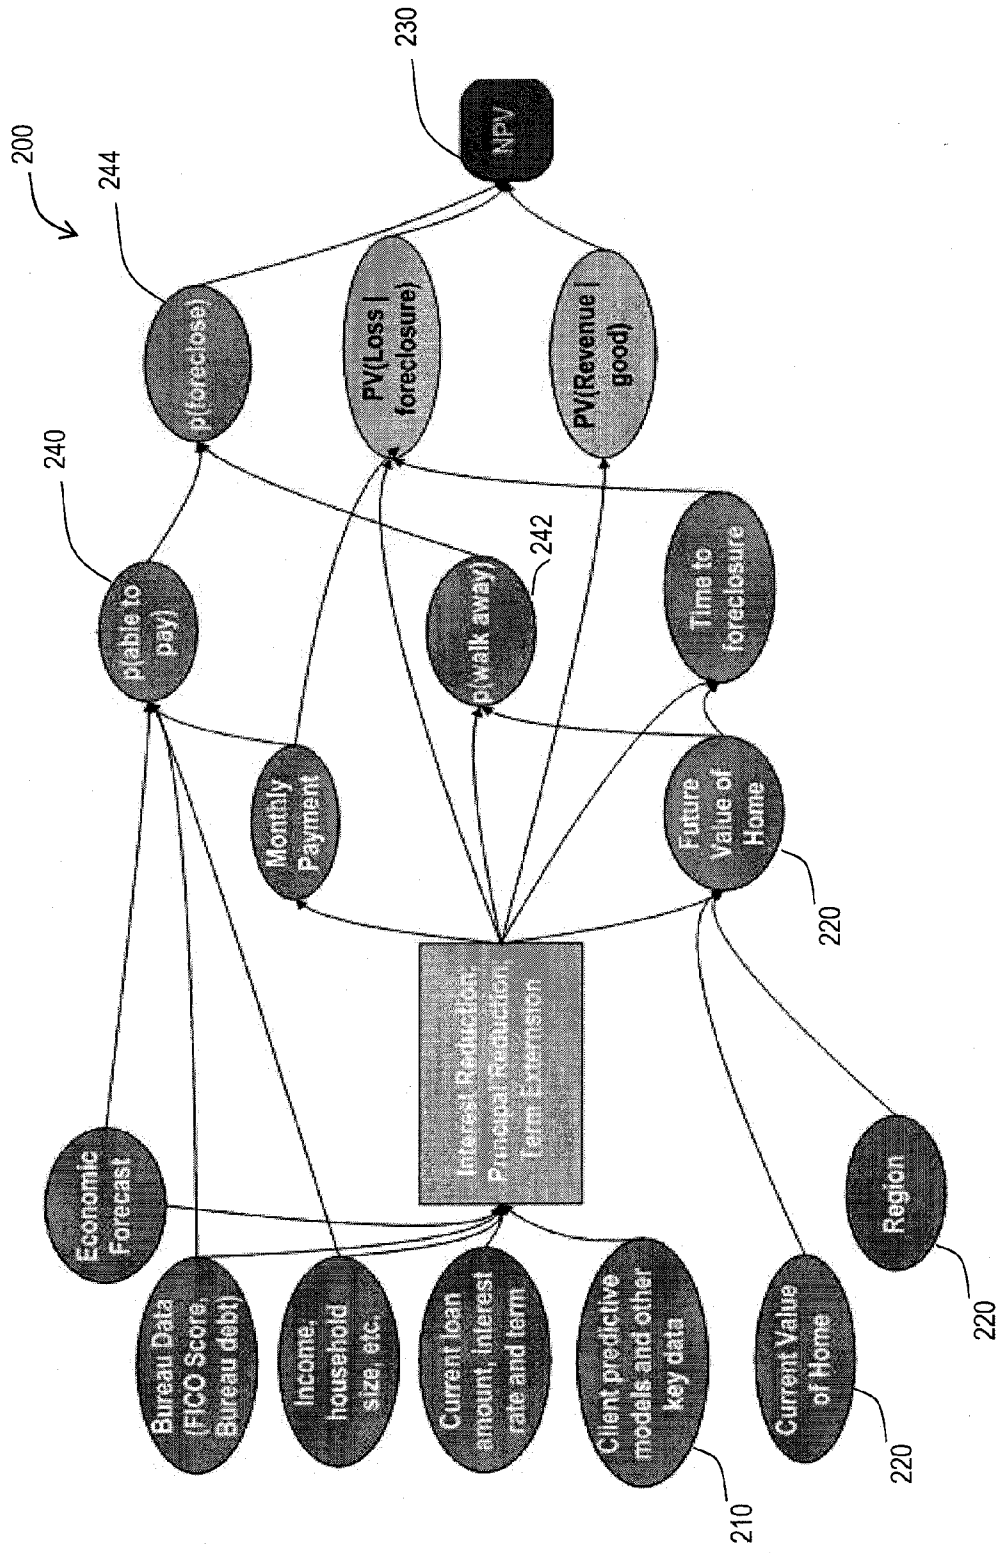 200
Economic
Forecast
Bureau Data
(FICO Score,
Bureau debt)
Income,
household
size, etc.
Current loan
amount, interest
rate and term
Client predictive
models and other
key data
210
Current Value
of Home
220
Region
220
Interest Reduction,
Principal Reduction,
Term Externsion
Monthly
Payment
Future
Value of
Home
220
240
p(able to
pay)
p(walk away)
242
Time to
foreclosure
244
p(foreclose)
PV(Loss |
foreclosure)
PV(Revenue |
good)
230
NPV